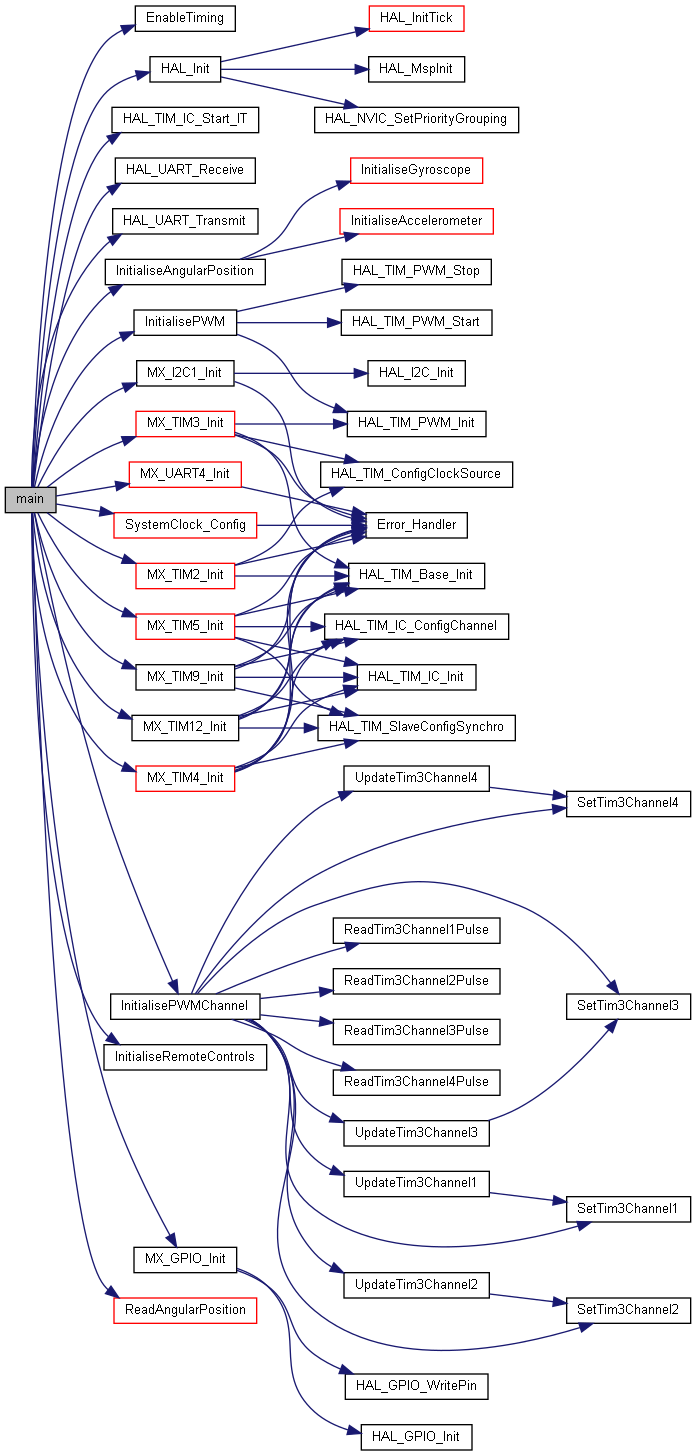 EnableTiming
HAL_InitTick
HAL_Init
HAL_MspInit
HAL_TIM_IC_Start_IT
HAL_NVIC_SetPriorityGrouping
HAL_UART_Receive
InitialiseGyroscope
HAL_UART_Transmit
InitialiseAccelerometer
InitialiseAngularPosition
HAL_TIM_PWM_Stop
InitialisePWM
HAL_TIM_PWM_Start
MX_I2C1_Init
HAL_I2C_Init
MX_TIM3_Init
HAL_TIM_PWM_Init
MX_UART4_Init
HAL_TIM_ConfigClockSource
main
SystemClock_Config
Error_Handler
MX_TIM2_Init
HAL_TIM_Base_Init
MX_TIM5_Init
HAL_TIM_IC_ConfigChannel
MX_TIM9_Init
HAL_TIM_IC_Init
MX_TIM12_Init
HAL_TIM_SlaveConfigSynchro
MX_TIM4_Init
UpdateTim3Channel4
SetTim3Channel4
ReadTim3Channel1Pulse
ReadTim3Channel2Pulse
InitialisePWMChannel
SetTim3Channel3
ReadTim3Channel3Pulse
InitialiseRemoteControls
ReadTim3Channel4Pulse
UpdateTim3Channel3
UpdateTim3Channel1
SetTim3Channel1
MX_GPIO_Init
UpdateTim3Channel2
ReadAngularPosition
SetTim3Channel2
HAL_GPIO_WritePin
HAL_GPIO_Init